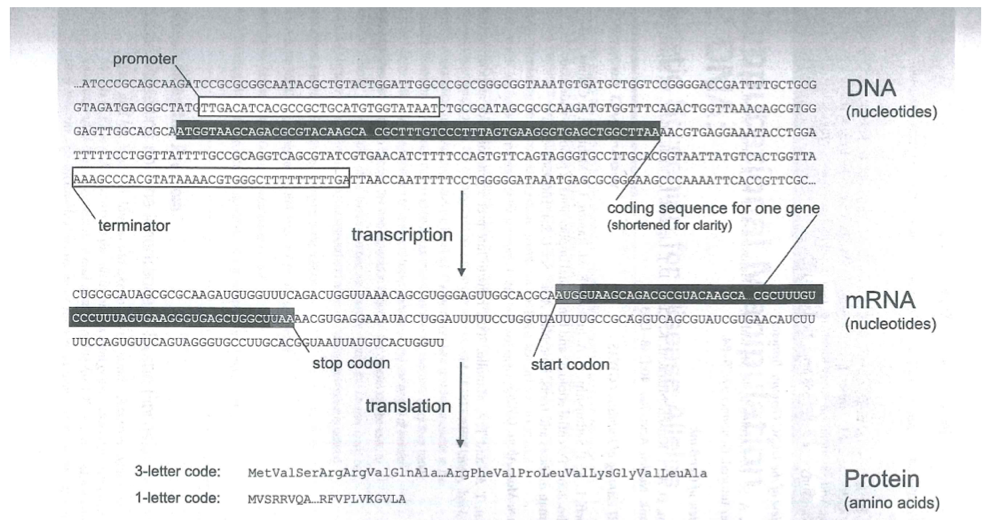 promoter
…ATCCCGCAGCAAGATCCGCGCGGCAATACGCTGTACTGGATTGGCCCGCCGGGCGGTAAATGTGATGCTGGTCCGGGGACCGATTTTGCTGCG
DNA
(nucleotides)
GTAGATGAGGGCTATGTTGACATCACGCCGCTGCATGTGGTATAATCTGCGCATAGCGCGCAAGATGTGGTTTCAGACTGGTTAAACAGCGTGG
GAGTTGGCACGCAATGGTAAGCAGACGCGTACAAGCA CGCTTTGTCCCTTTAGTGAAGGGTGAGCTGGCTTAAAACGTGAGGAAATACCTGGA
TTTTTCCTGGTTATTTTGCCGCAGGTCAGCGTATCGTGAACATCTTTTCCAGTGTTCAGTAGGGTGCCTTGCACGGTAATTATGTCACTGGTTA
AAAGCCCACGTATAAAACGTGGGCTTTTTTTTTGATTAACCAATTTTTCCTGGGGGATAAATGAGCGCGGGAAGCCCAAAATTCACCGTTCGC…
terminator
coding sequence for one gene
(shortened for clarity)
transcription
CUGCGCAUAGCGCGCAAGAUGUGGUUUCAGACUGGUUAAACAGCGUGGGAGUUGGCACGCAAUGGUAAGCAGACGCGUACAAGCA CGCUUUGU
mRNA
(nucleotides)
CCCUUUAGUGAAGGGUGAGCUGGCUUAAAACGUGAGGAAAUACCUGGAUUUUUCCUGGUUAUUUUGCCGCAGGUCAGCGUAUCGUGAACAUCUU
UUCCAGUGUUCAGUAGGGUGCCUUGCACGGUAAUUAUGUCACUGGUU
stop codon
start codon
translation
3-letter code: MetValSerArgArgValGlnAla…ArgPheValProLeuValLysGlyValLeuAla
1-letter code: MVSRRVQA…RFVPLVKGVLA
Protein
(amino acids)